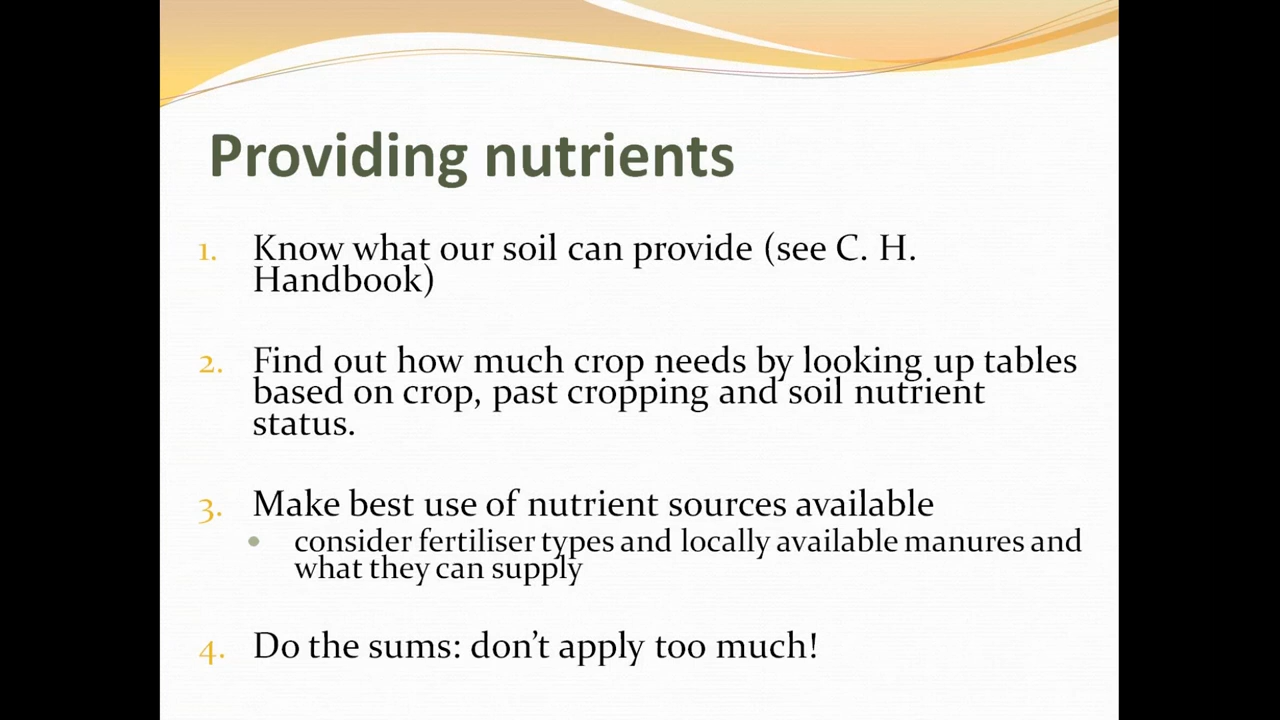 Providing nutrients
1. Know what our soil can provide (see C. H.
Handbook)
2. Find out how much crop needs by looking up tables
based on crop, past cropping and soil nutrient
status.
3. Make best use of nutrient sources available
• consider fertiliser types and locally available manures and
what they can supply
4. Do the sums: don’t apply too much!